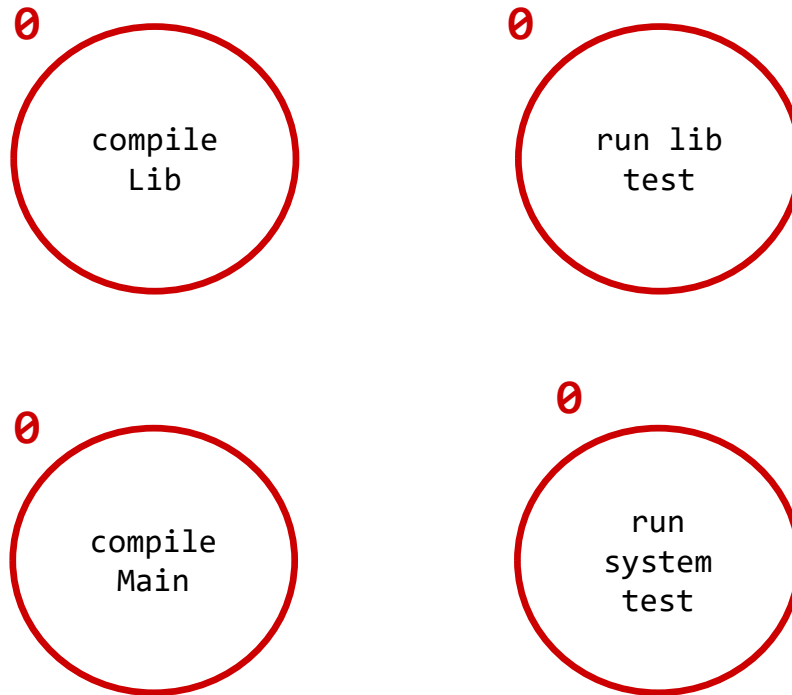 0
compile
Lib
0
run lib
test
0
compile
Main
0
run
system
test